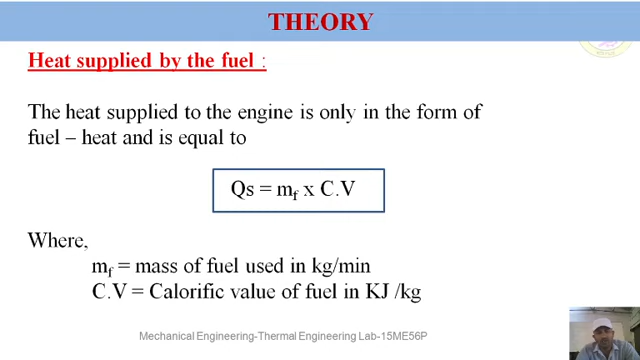 THEORY
Heat supplied by the fuel :
The heat supplied to the engine is only in the form of
fuel – heat and is equal to
Qs = mf x C.V
Where,
mf = mass of fuel used in kg/min
C.V = Calorific value of fuel in KJ /kg
Mechanical Engineering-Thermal Engineering Lab-15ME56P